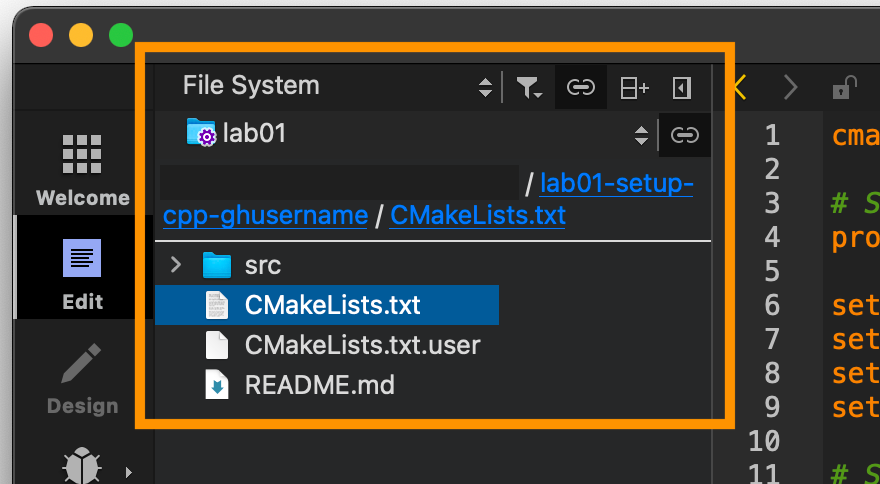 File System
lab01
/ lab01-setup-
cpp-ghusername / CMakeLists.txt
src
CMakeLists.txt
CMakeLists.txt.user
README.md
Welcome
Edit
Design
1 cma
2
3 # S
4 pro
5
6 set
7 set
8 set
9 set
10
11 # S